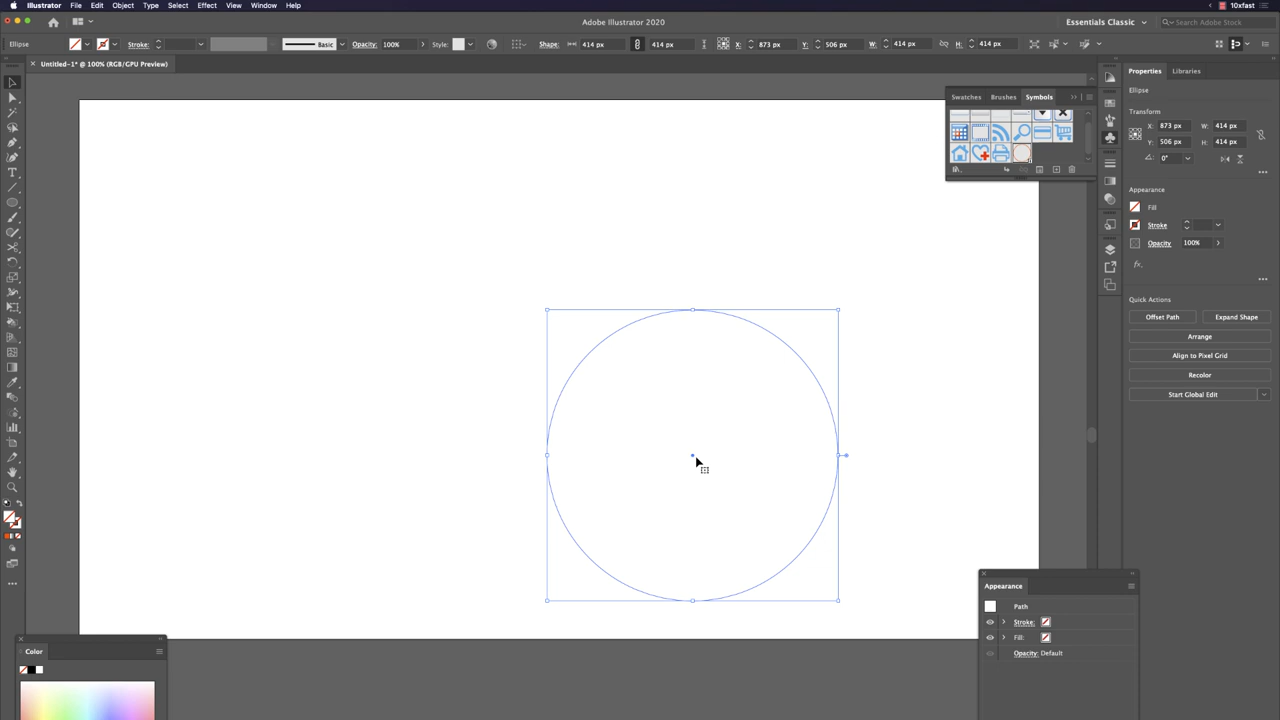 Illustrator File Edit Object Type Select Effect View Window Help 10xfast
Adobe Illustrator 2020 Essentials Classic Search Adobe Stock
Ellipse Stroke: Basic Opacity: 100% Style: Shape: 414 px 414 px X: 873 px Y: 506 px W: 414 px H: 414 px
Untitled-1* @ 100% (RGB/GPU Preview)
Properties Libraries
Ellipse
Swatches Brushes Symbols
Transform
X: 873 px W: 414 px
Y: 506 px H: 414 px
0°
Appearance
Fill
Stroke
Opacity 100%
fx.
Quick Actions
Offset Path Expand Shape
Arrange
Align to Pixel Grid
Recolor
Start Global Edit
Appearance
Path
Stroke:
Fill:
Opacity: Default
Color